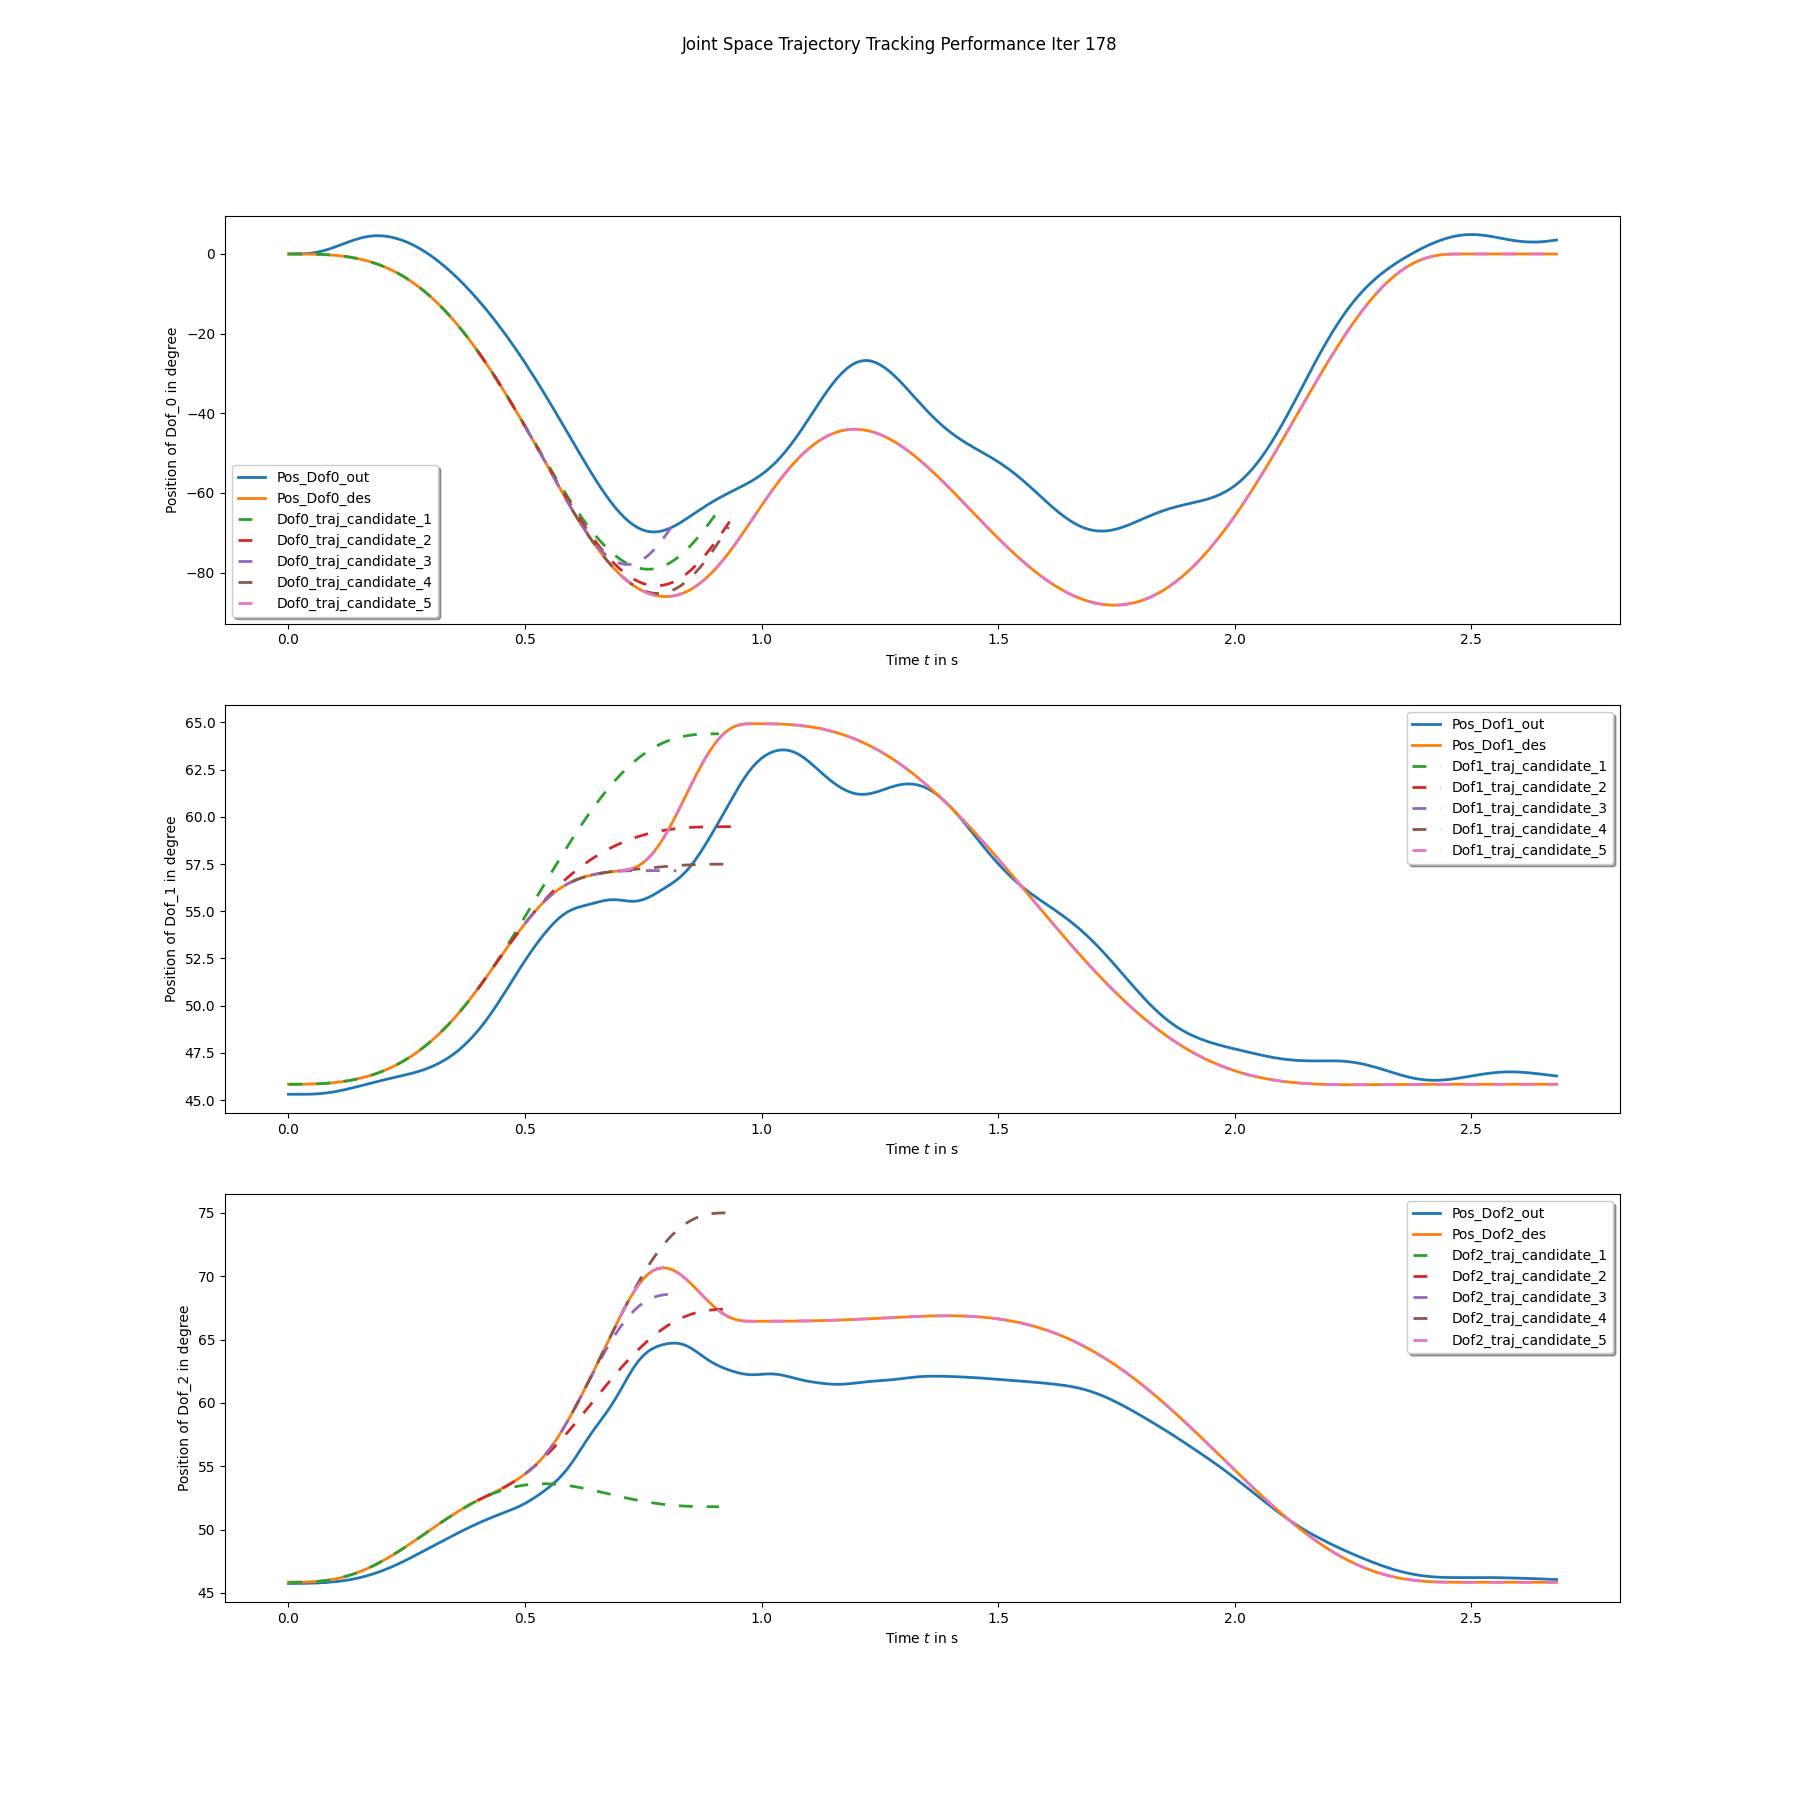 Joint Space Trajectory Tracking Performance Iter 178
Position of Dof_0 in degree
0
−20
−40
−60
−80
Pos_Dof0_out
Pos_Dof0_des
Dof0_traj_candidate_1
Dof0_traj_candidate_2
Dof0_traj_candidate_3
Dof0_traj_candidate_4
Dof0_traj_candidate_5
0.0 0.5 1.0 1.5 2.0 2.5
Time t in s
Position of Dof_1 in degree
65.0
62.5
60.0
57.5
55.0
52.5
50.0
47.5
45.0
Pos_Dof1_out
Pos_Dof1_des
Dof1_traj_candidate_1
Dof1_traj_candidate_2
Dof1_traj_candidate_3
Dof1_traj_candidate_4
Dof1_traj_candidate_5
0.0 0.5 1.0 1.5 2.0 2.5
Time t in s
Position of Dof_2 in degree
75
70
65
60
55
50
45
Pos_Dof2_out
Pos_Dof2_des
Dof2_traj_candidate_1
Dof2_traj_candidate_2
Dof2_traj_candidate_3
Dof2_traj_candidate_4
Dof2_traj_candidate_5
0.0 0.5 1.0 1.5 2.0 2.5
Time t in s